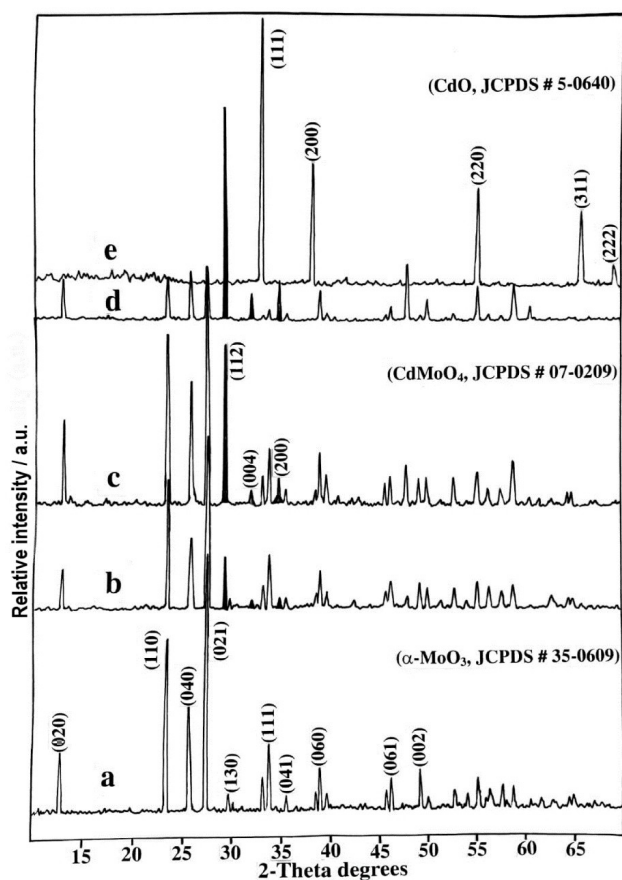 (111)
(CdO, JCPDS # 5-0640)
(200)
(220)
(311)
(222)
e
d
(112)
(CdMoO₄, JCPDS # 07-0209)
(004)
(200)
c
b
(021)
(α-MoO₃, JCPDS # 35-0609)
(110)
(040)
(020)
(111)
(130)
(041)
(060)
(061)
(002)
a
15 20 25 30 35 40 45 50 55 60 65
2-Theta degrees
Relative intensity / a.u.